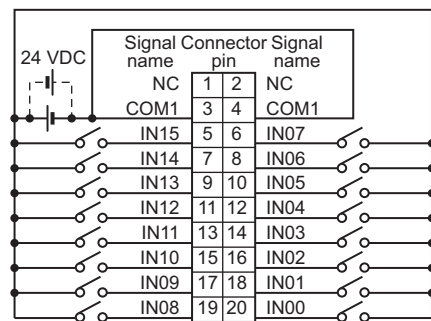 Signal Connector Signal
24 VDC name pin name
NC 1 2 NC
COM1 3 4 COM1
IN15 5 6 IN07
IN14 7 8 IN06
IN13 9 10 IN05
IN12 11 12 IN04
IN11 13 14 IN03
IN10 15 16 IN02
IN09 17 18 IN01
IN08 19 20 IN00